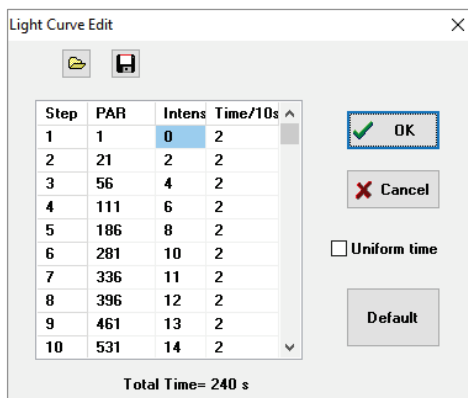 Light Curve Edit
Step PAR Intens Time/10s
1 1 0 2
2 21 2 2
3 56 4 2
4 111 6 2
5 186 8 2
6 281 10 2
7 336 11 2
8 396 12 2
9 461 13 2
10 531 14 2
OK
Cancel
Uniform time
Default
Total Time= 240 s